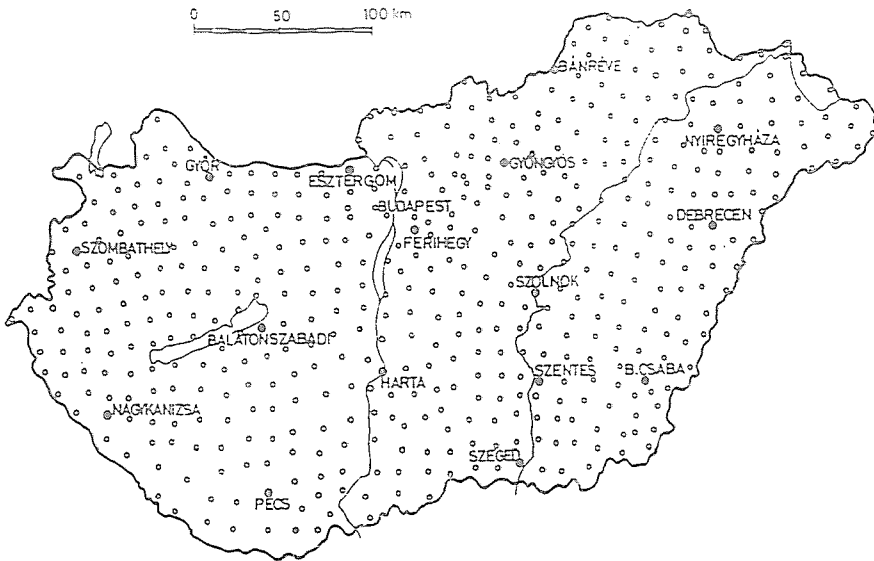 0 50 100 km
BÁNRÉVE
NYIREGYHÁZA
GYÖNGYÖS
GYŐR
ESZTERGOM
BUDAPEST
DEBRECEN
FERIHEGY
SZOMBATHELY
SZOLNOK
BALATONSZABADI
HARTA
SZENTES
B.CSABA
NAGYKANIZSA
SZEGED
PÉCS